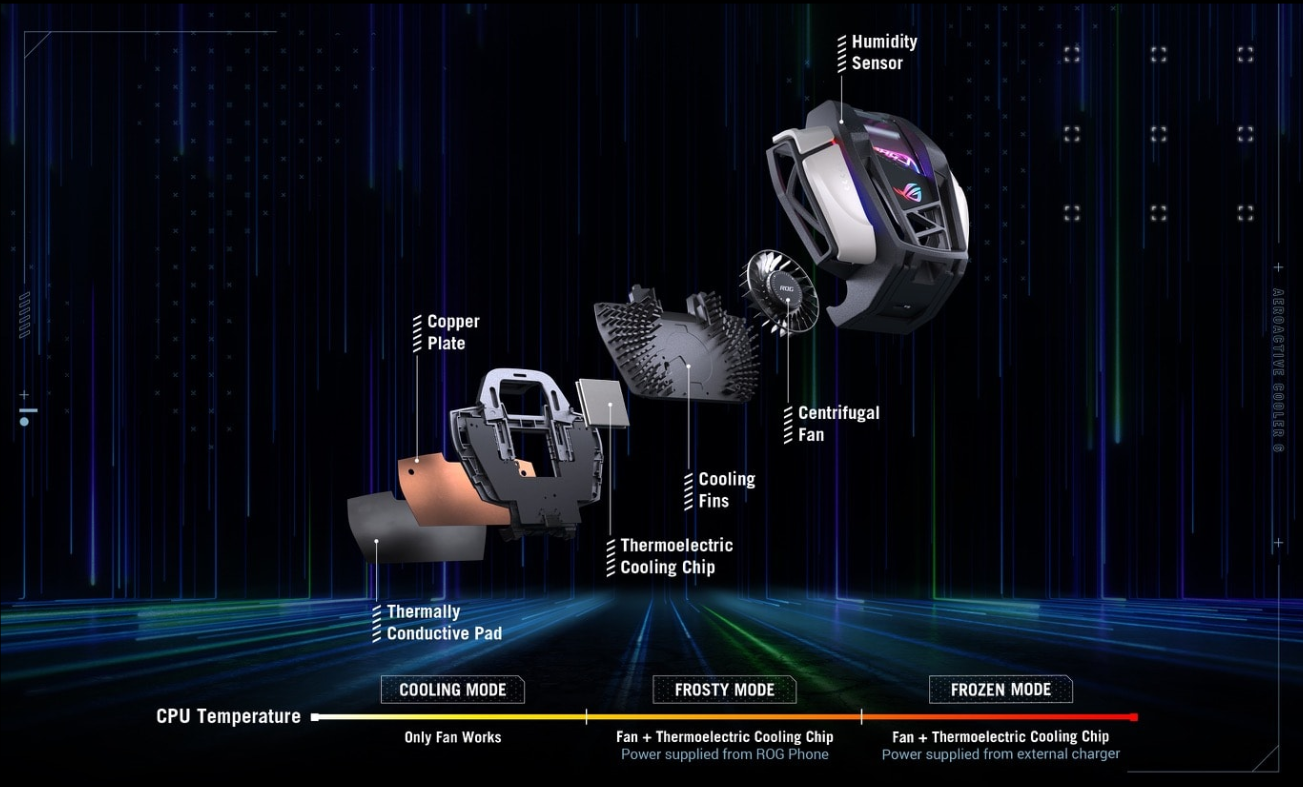 Humidity
Sensor
ROG
Copper
Plate
Centrifugal
Fan
Cooling
Fins
Thermoelectric
Cooling Chip
Thermally
Conductive Pad
AEROACTIVE COOLER 6
COOLING MODE
FROSTY MODE
FROZEN MODE
CPU Temperature
Only Fan Works
Fan + Thermoelectric Cooling Chip
Power supplied from ROG Phone
Fan + Thermoelectric Cooling Chip
Power supplied from external charger